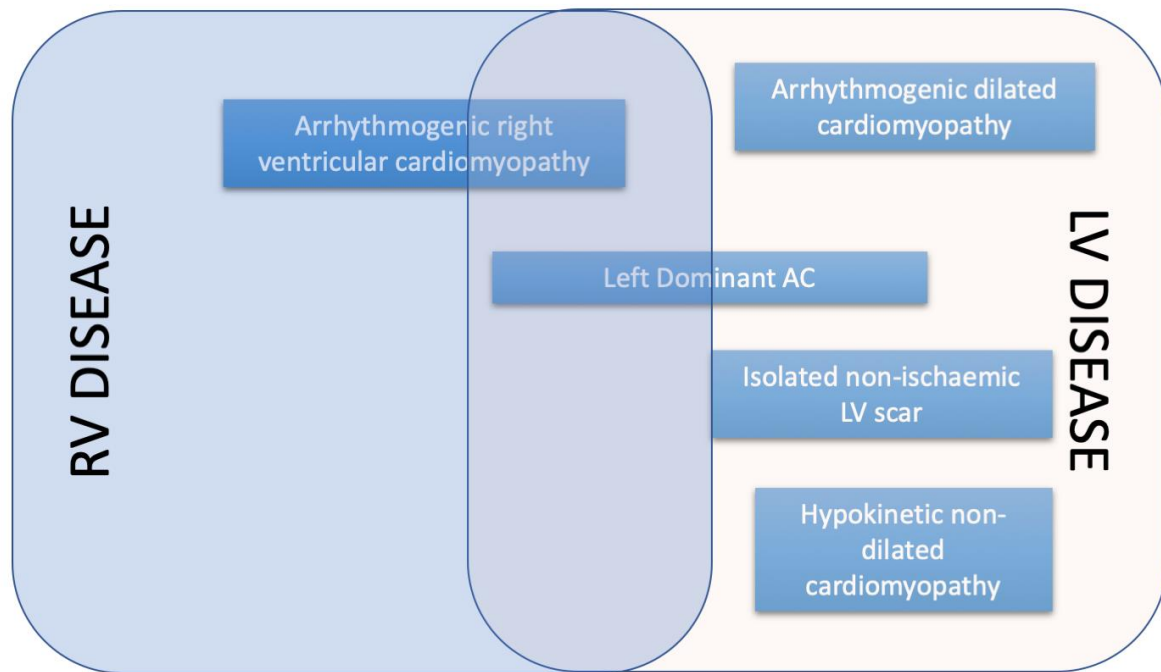 RV DISEASE
Arrhythmogenic right
ventricular cardiomyopathy
Arrhythmogenic dilated
cardiomyopathy
Left Dominant AC
Isolated non-ischaemic
LV scar
Hypokinetic non-
dilated
cardiomyopathy
LV DISEASE